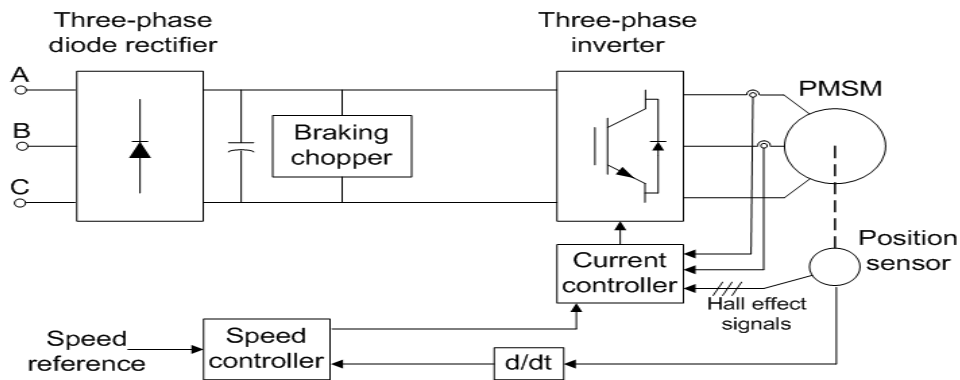 Three-phase
diode rectifier
Three-phase
inverter
A
B
C
Braking
chopper
PMSM
Current
controller
Position
sensor
Hall effect
signals
Speed
reference
Speed
controller
d/dt